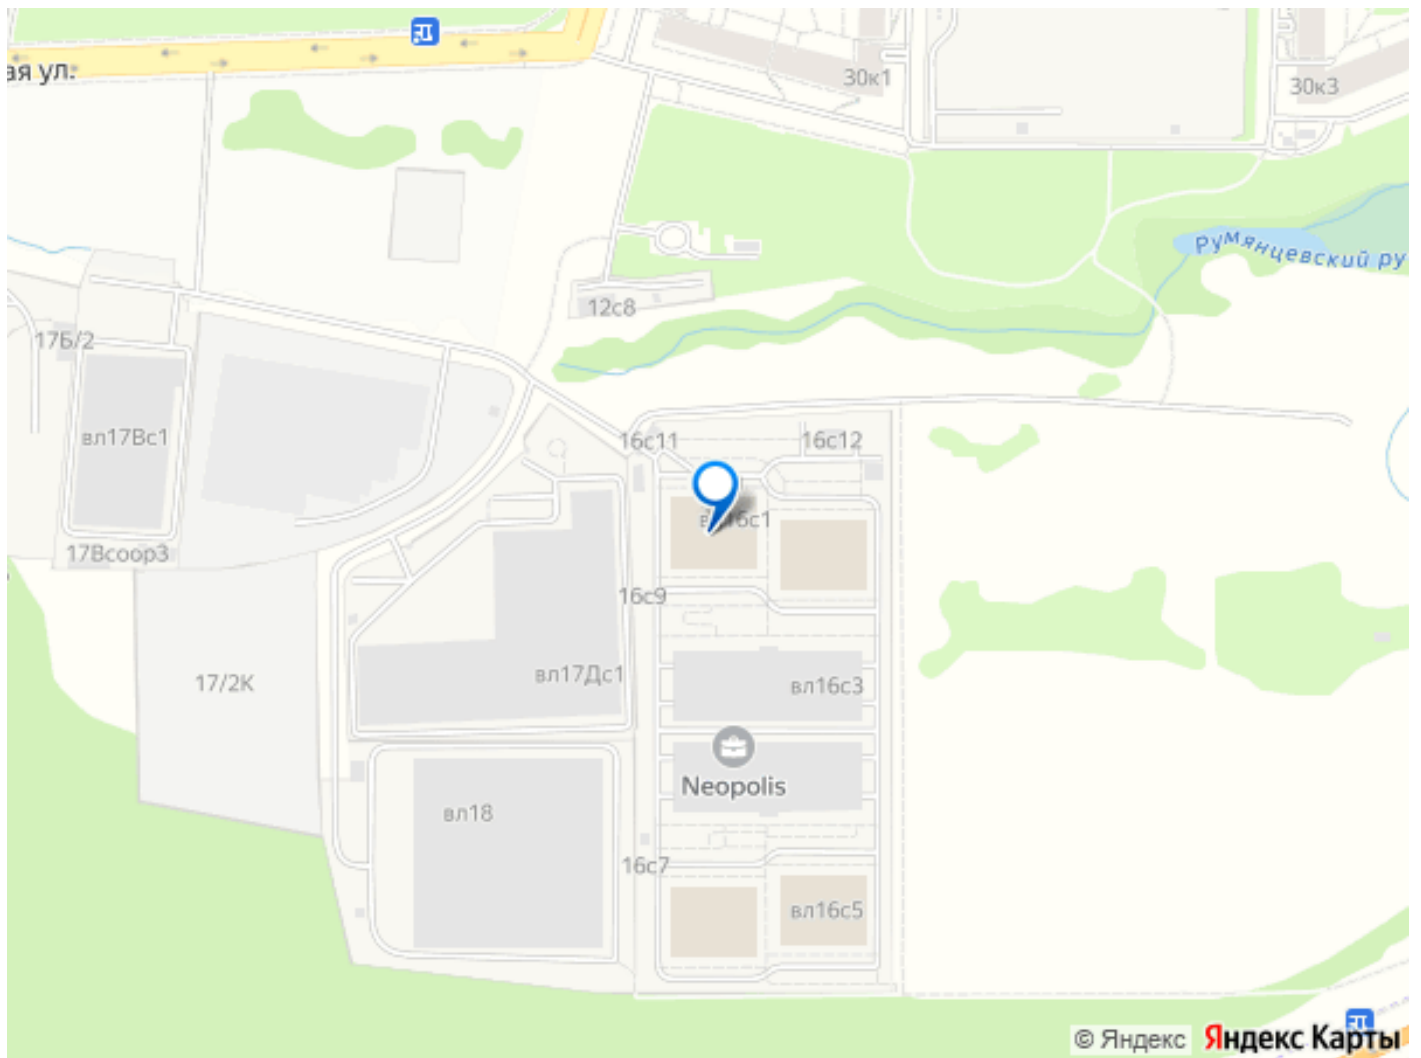 ая ул.
30к1
30к3
Румянцевский ру
12с8
17Б/2
вл17Вс1
16с11
16с12
вл16с1
17Всоор3
16с9
17/2К
вл17Дс1
вл16с3
Neopolis
вл18
16с7
вл16с5
© Яндекс Яндекс Карты